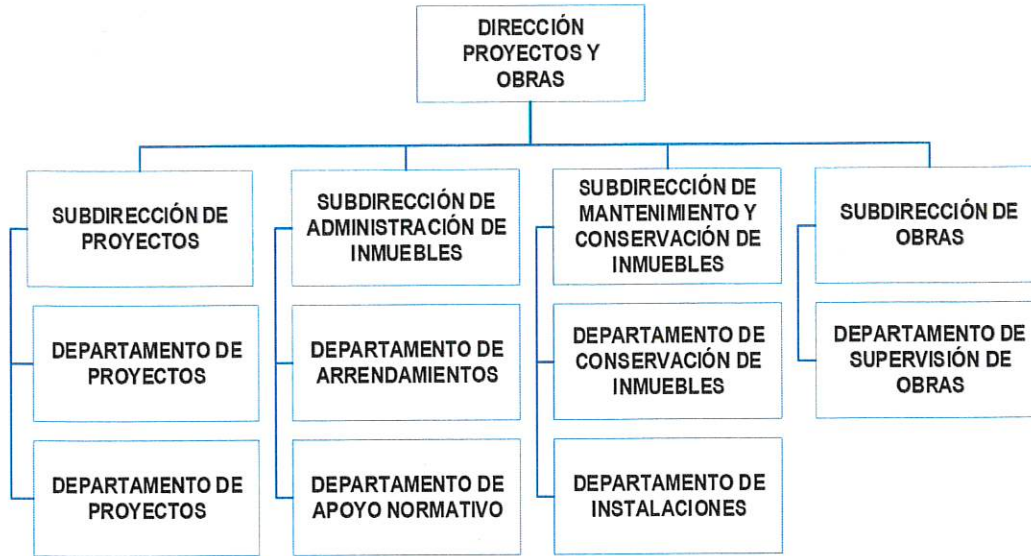 DIRECCIÓN
PROYECTOS Y
OBRAS
SUBDIRECCIÓN DE
PROYECTOS
SUBDIRECCIÓN DE
ADMINISTRACIÓN DE
INMUEBLES
SUBDIRECCIÓN DE
MANTENIMIENTO Y
CONSERVACIÓN DE
INMUEBLES
SUBDIRECCIÓN DE
OBRAS
DEPARTAMENTO DE
PROYECTOS
DEPARTAMENTO DE
ARRENDAMIENTOS
DEPARTAMENTO DE
CONSERVACIÓN DE
INMUEBLES
DEPARTAMENTO DE
SUPERVISIÓN DE
OBRAS
DEPARTAMENTO DE
PROYECTOS
DEPARTAMENTO DE
APOYO NORMATIVO
DEPARTAMENTO DE
INSTALACIONES